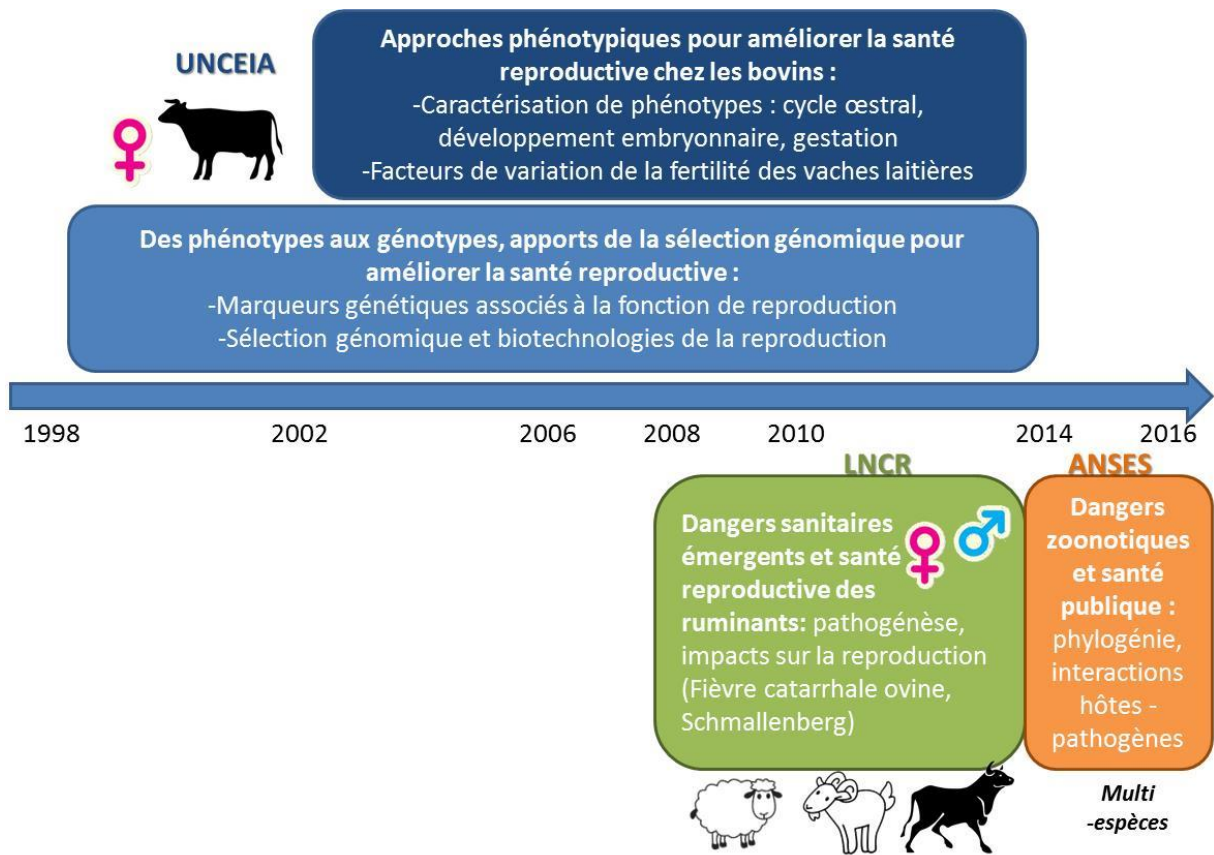 UNCEIA
Approches phénotypiques pour améliorer la santé
reproductive chez les bovins :
-Caractérisation de phénotypes : cycle œstral,
développement embryonnaire, gestation
-Facteurs de variation de la fertilité des vaches laitières
Des phénotypes aux génotypes, apports de la sélection génomique pour
améliorer la santé reproductive :
-Marqueurs génétiques associés à la fonction de reproduction
-Sélection génomique et biotechnologies de la reproduction
1998 2002 2006 2008 2010 2014 2016
LNCR
Dangers sanitaires
émergents et santé
reproductive des
ruminants: pathogénèse,
impacts sur la reproduction
(Fièvre catarrhale ovine,
Schmallenberg)
ANSES
Dangers
zoonotiques
et santé
publique :
phylogénie,
interactions
hôtes -
pathogènes
Multi
-espèces